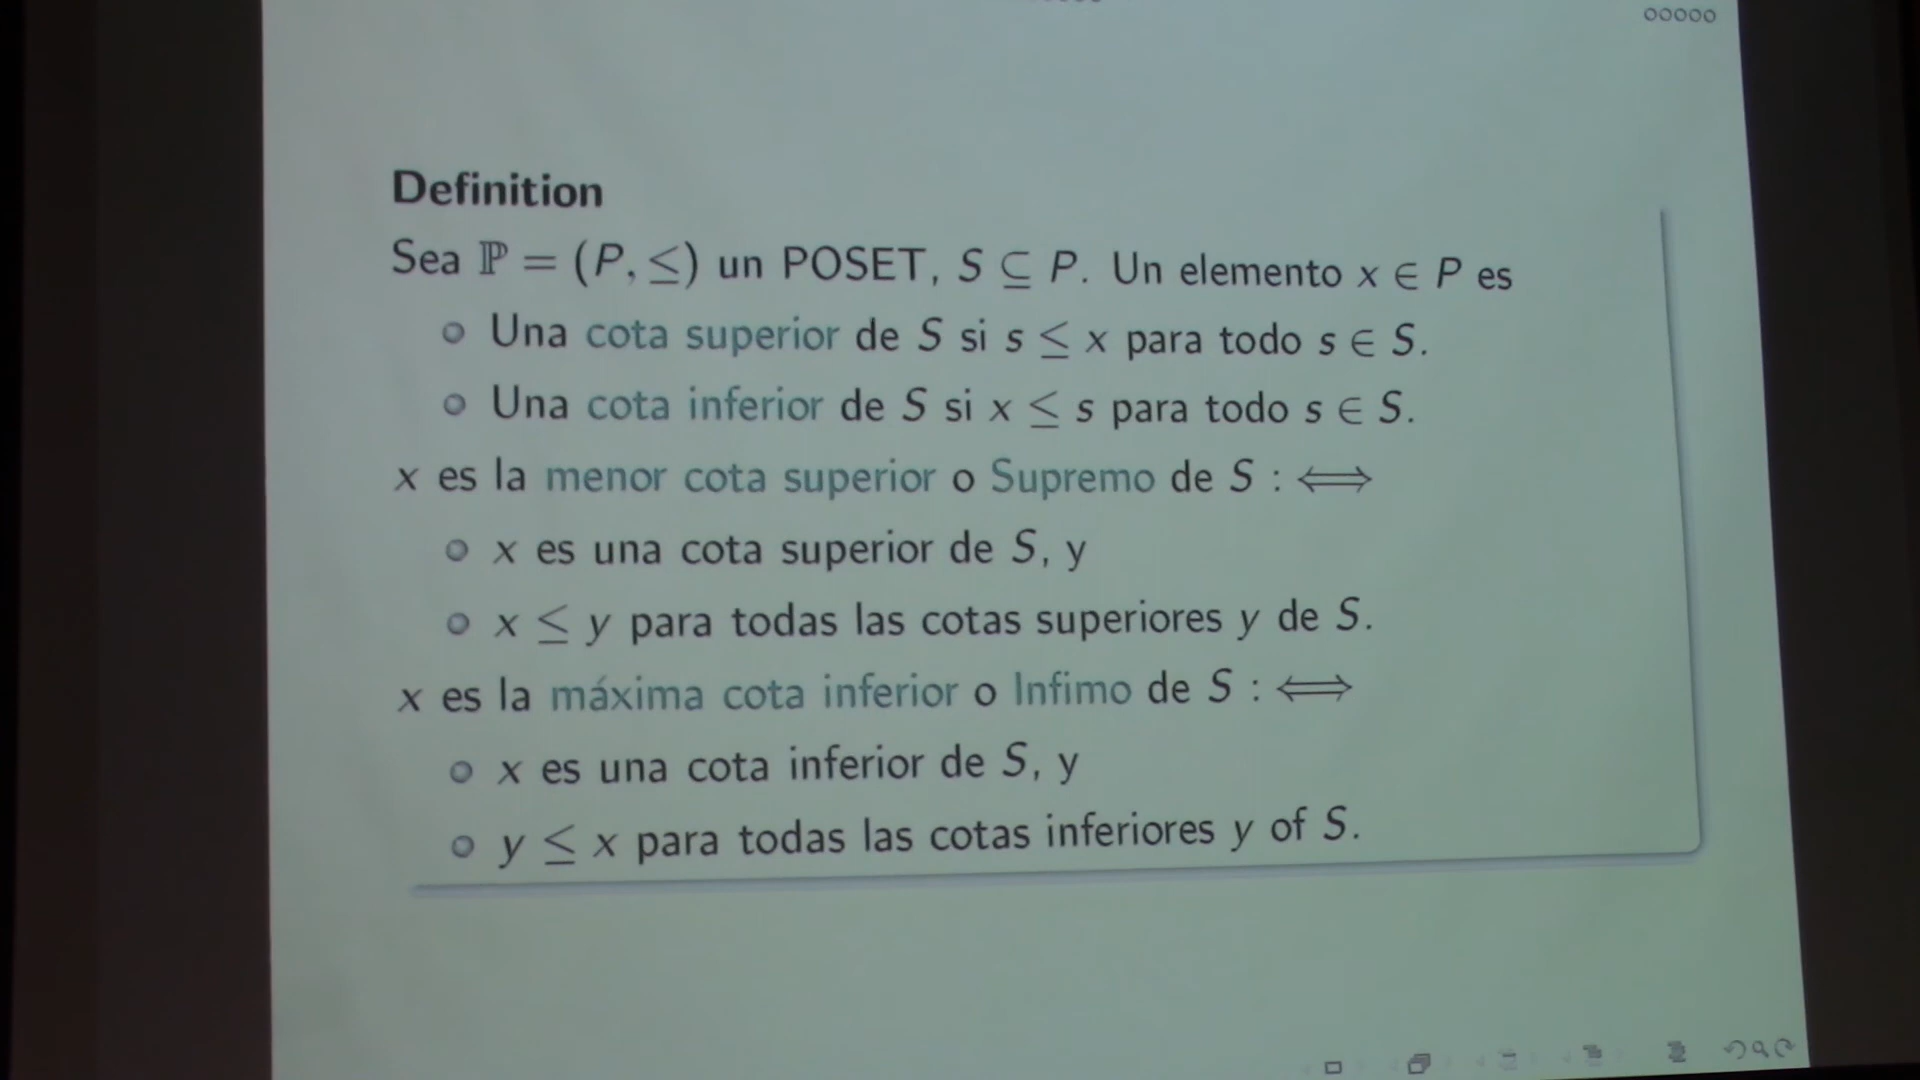 Definition
Sea ℙ = (P, ≤) un POSET, S ⊆ P. Un elemento x ∈ P es
Una cota superior de S si s ≤ x para todo s ∈ S.
Una cota inferior de S si x ≤ s para todo s ∈ S.
x es la menor cota superior o Supremo de S : ⟺
x es una cota superior de S, y
x ≤ y para todas las cotas superiores y de S.
x es la máxima cota inferior o Infimo de S : ⟺
x es una cota inferior de S, y
y ≤ x para todas las cotas inferiores y of S.